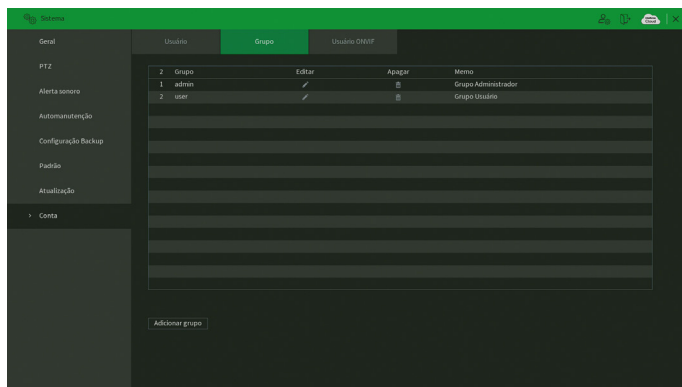 Sistema
Geral
PTZ
Alerta sonoro
Automanutenção
Configuração Backup
Padrão
Atualização
Conta
Usuário Grupo Usuário ONVIF
2 Grupo Editar Apagar Memo
1 admin Grupo Administrador
2 user Grupo Usuário
Adicionar grupo